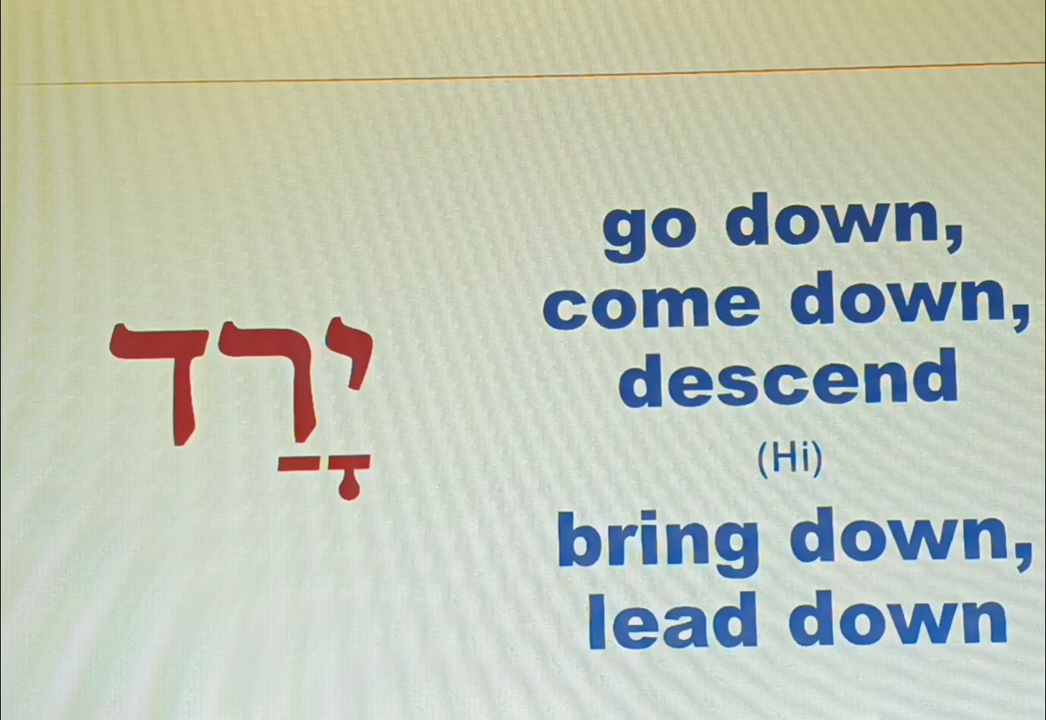 יָרַד
go down,
come down,
descend
(Hi)
bring down,
lead down